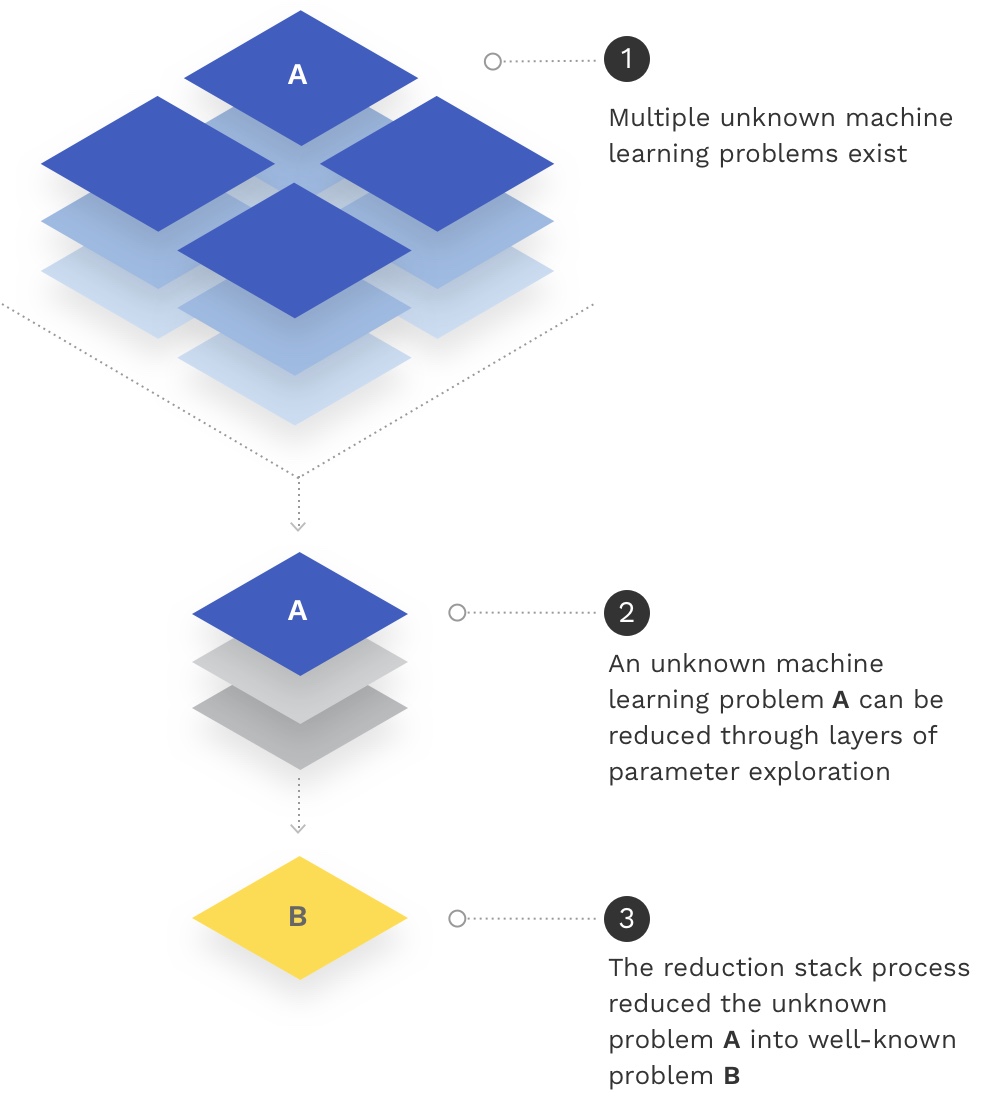 A
1
Multiple unknown machine
learning problems exist
A
2
An unknown machine
learning problem A can be
reduced through layers of
parameter exploration
B
3
The reduction stack process
reduced the unknown
problem A into well-known
problem B